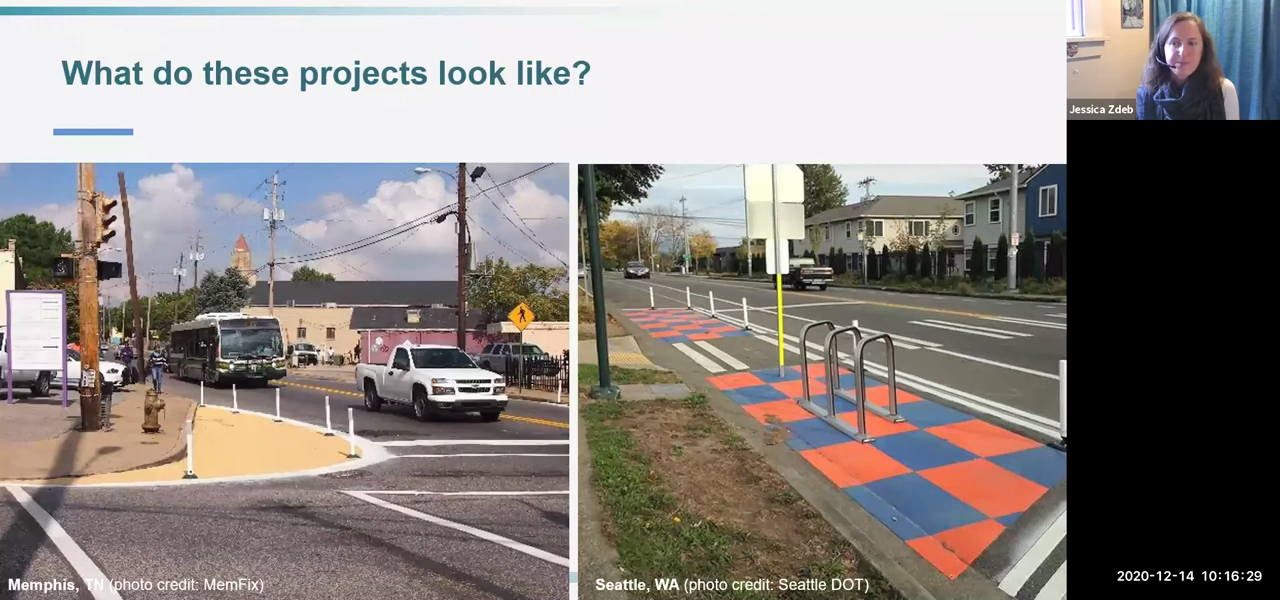 What do these projects look like?
Jessica Zdeb
Memphis, TN (photo credit: MemFix)
Seattle, WA (photo credit: Seattle DOT)
2020-12-14 10:16:29